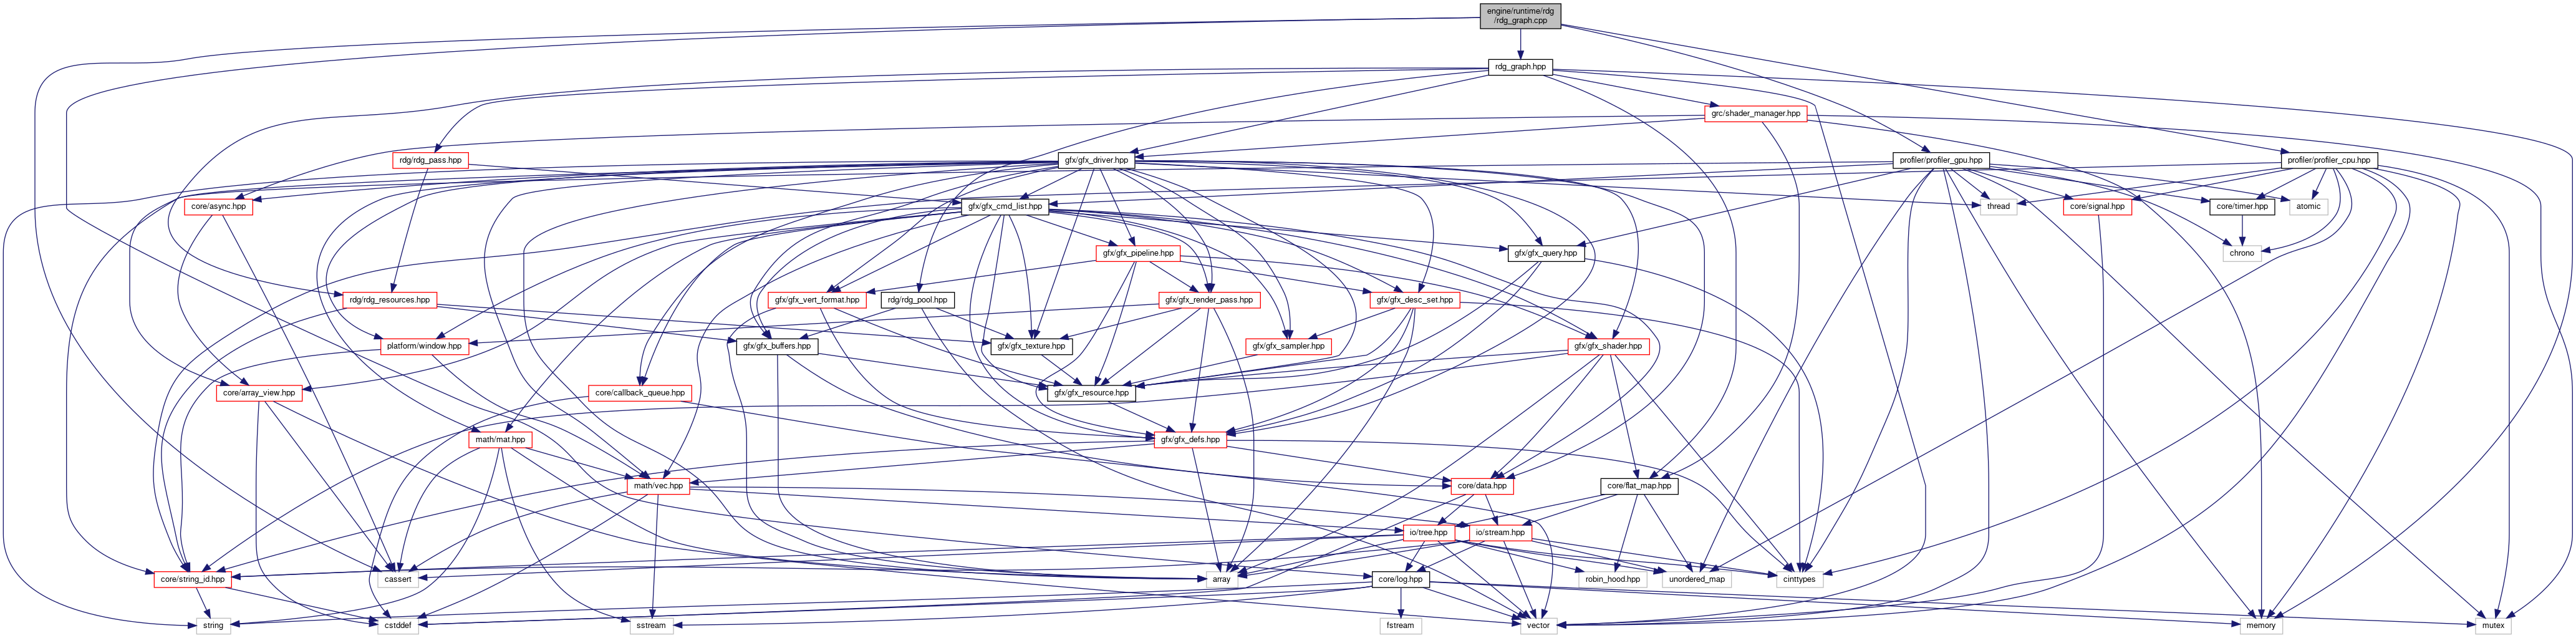 engine/runtime/rdg
/rdg_graph.cpp
rdg_graph.hpp
grc/shader_manager.hpp
rdg/rdg_pass.hpp
gfx/gfx_driver.hpp
profiler/profiler_gpu.hpp
profiler/profiler_cpu.hpp
core/async.hpp
gfx/gfx_cmd_list.hpp
thread
core/signal.hpp
core/timer.hpp
atomic
gfx/gfx_pipeline.hpp
gfx/gfx_query.hpp
chrono
rdg/rdg_resources.hpp
gfx/gfx_vert_format.hpp
rdg/rdg_pool.hpp
gfx/gfx_render_pass.hpp
gfx/gfx_desc_set.hpp
platform/window.hpp
gfx/gfx_buffers.hpp
gfx/gfx_texture.hpp
gfx/gfx_sampler.hpp
gfx/gfx_shader.hpp
core/array_view.hpp
core/callback_queue.hpp
gfx/gfx_resource.hpp
math/mat.hpp
gfx/gfx_defs.hpp
math/vec.hpp
core/data.hpp
core/flat_map.hpp
io/tree.hpp
io/stream.hpp
core/string_id.hpp
cassert
array
core/log.hpp
robin_hood.hpp
unordered_map
cinttypes
string
cstddef
sstream
fstream
vector
memory
mutex